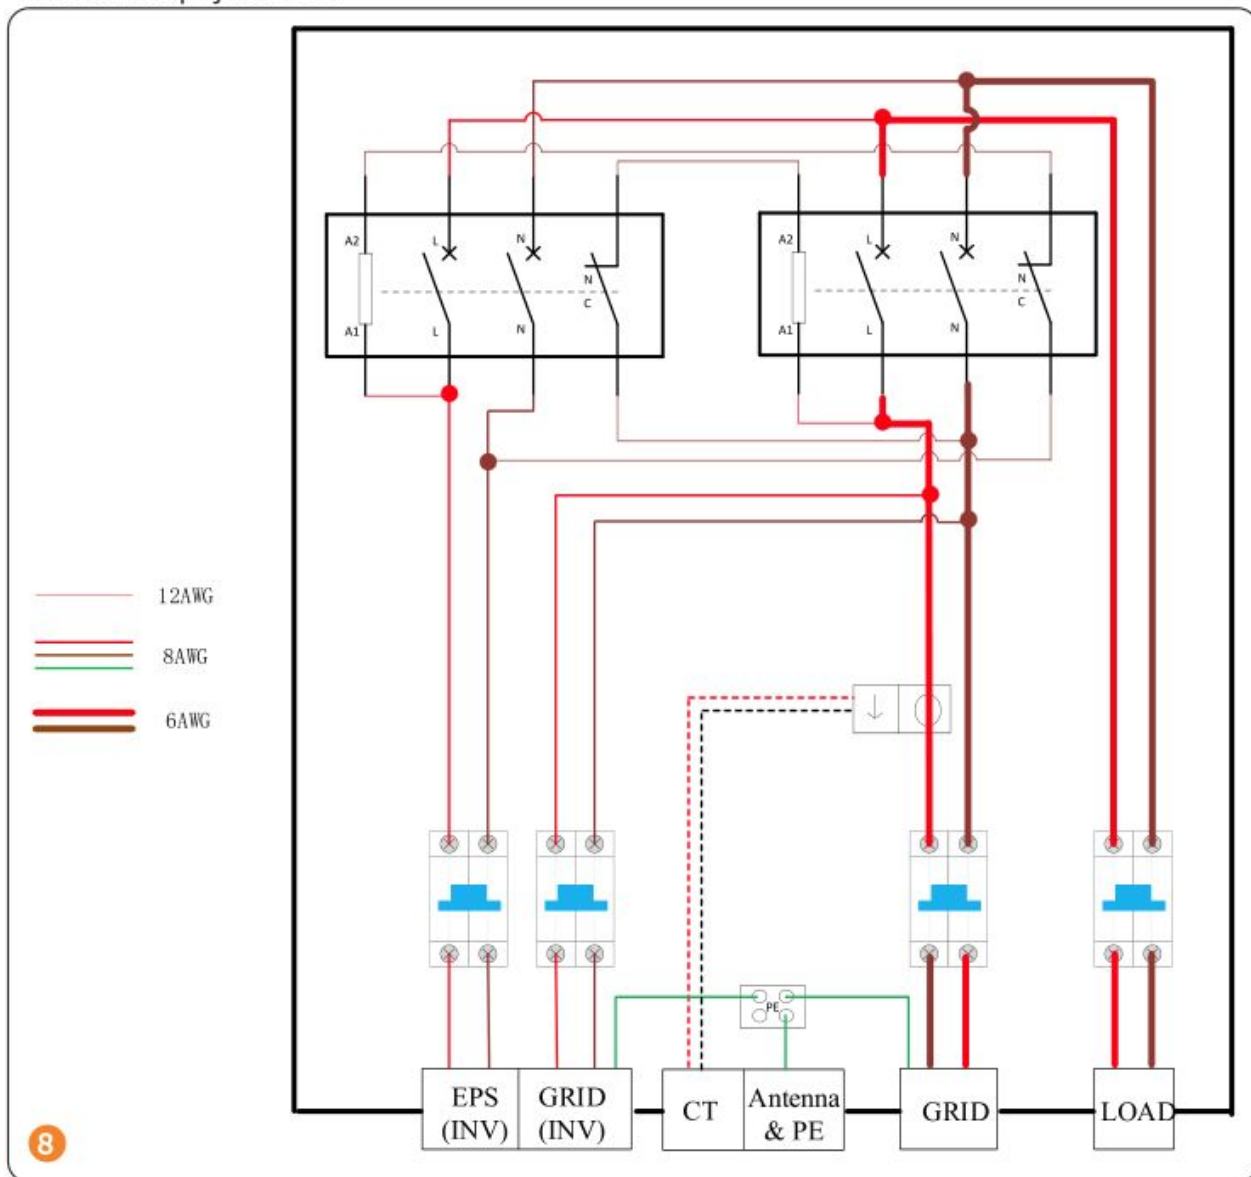 A2
L
N
N
C
A1
L
N
A2
L
N
N
C
A1
L
N
12AWG
8AWG
6AWG
PE
EPS
(INV)
GRID
(INV)
CT
Antenna
& PE
GRID
LOAD
8